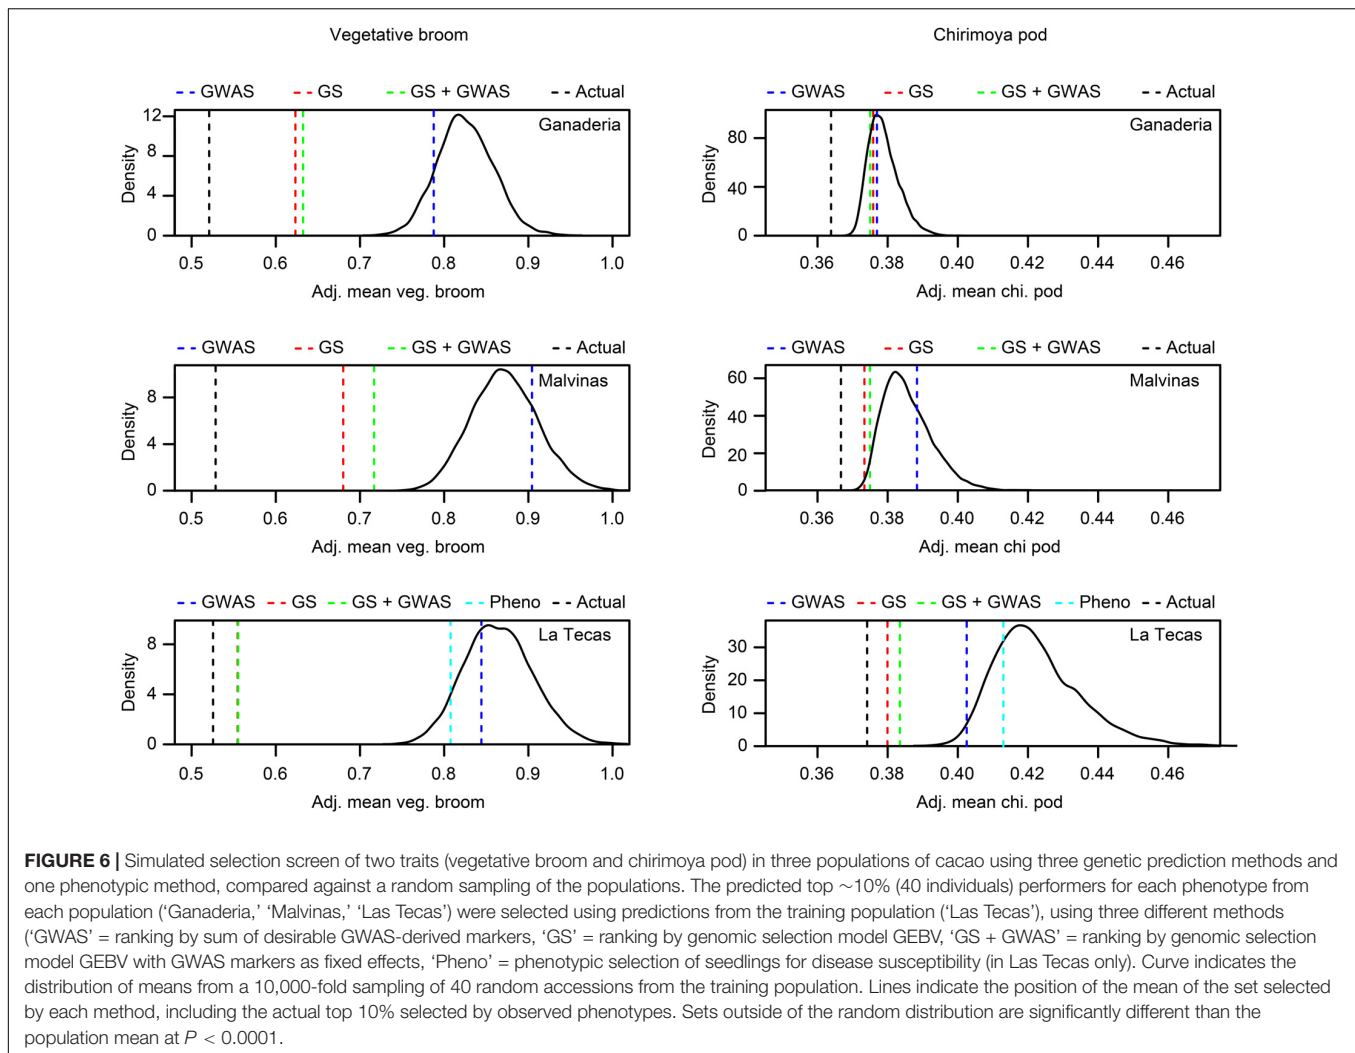 Vegetative broom
Chirimoya pod
GWAS GS GS + GWAS Actual
12
8
4
0
Density
Ganaderia
0.5 0.6 0.7 0.8 0.9 1.0
Adj. mean veg. broom
GWAS GS GS + GWAS Actual
80
40
0
Density
Ganaderia
0.36 0.38 0.40 0.42 0.44 0.46
Adj. mean chi. pod
GWAS GS GS + GWAS Actual
8
4
0
Density
Malvinas
0.5 0.6 0.7 0.8 0.9 1.0
Adj. mean veg. broom
GWAS GS GS + GWAS Actual
60
40
20
0
Density
Malvinas
0.36 0.38 0.40 0.42 0.44 0.46
Adj. mean chi pod
GWAS GS GS + GWAS Pheno Actual
8
4
0
Density
La Tecas
0.5 0.6 0.7 0.8 0.9 1.0
Adj. mean veg. broom
GWAS GS GS + GWAS Pheno Actual
30
20
10
0
Density
La Tecas
0.36 0.38 0.40 0.42 0.44 0.46
Adj. mean chi. pod
FIGURE 6 | Simulated selection screen of two traits (vegetative broom and chirimoya pod) in three populations of cacao using three genetic prediction methods and
one phenotypic method, compared against a random sampling of the populations. The predicted top ∼10% (40 individuals) performers for each phenotype from
each population (‘Ganaderia,’ ‘Malvinas,’ ‘Las Tecas’) were selected using predictions from the training population (‘Las Tecas’), using three different methods
(‘GWAS’ = ranking by sum of desirable GWAS-derived markers, ‘GS’ = ranking by genomic selection model GEBV, ‘GS + GWAS’ = ranking by genomic selection
model GEBV with GWAS markers as fixed effects, ‘Pheno’ = phenotypic selection of seedlings for disease susceptibility (in Las Tecas only). Curve indicates the
distribution of means from a 10,000-fold sampling of 40 random accessions from the training population. Lines indicate the position of the mean of the set selected
by each method, including the actual top 10% selected by observed phenotypes. Sets outside of the random distribution are significantly different than the
population mean at P < 0.0001.